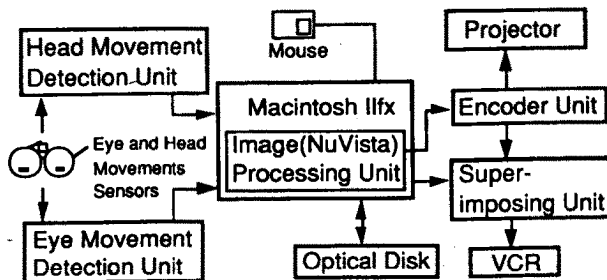 Head Movement
Detection Unit
Mouse
Projector
Macintosh IIfx
Encoder Unit
Eye and Head
Movements
Sensors
Image(NuVista)
Processing Unit
Super-
imposing Unit
Eye Movement
Detection Unit
Optical Disk
VCR